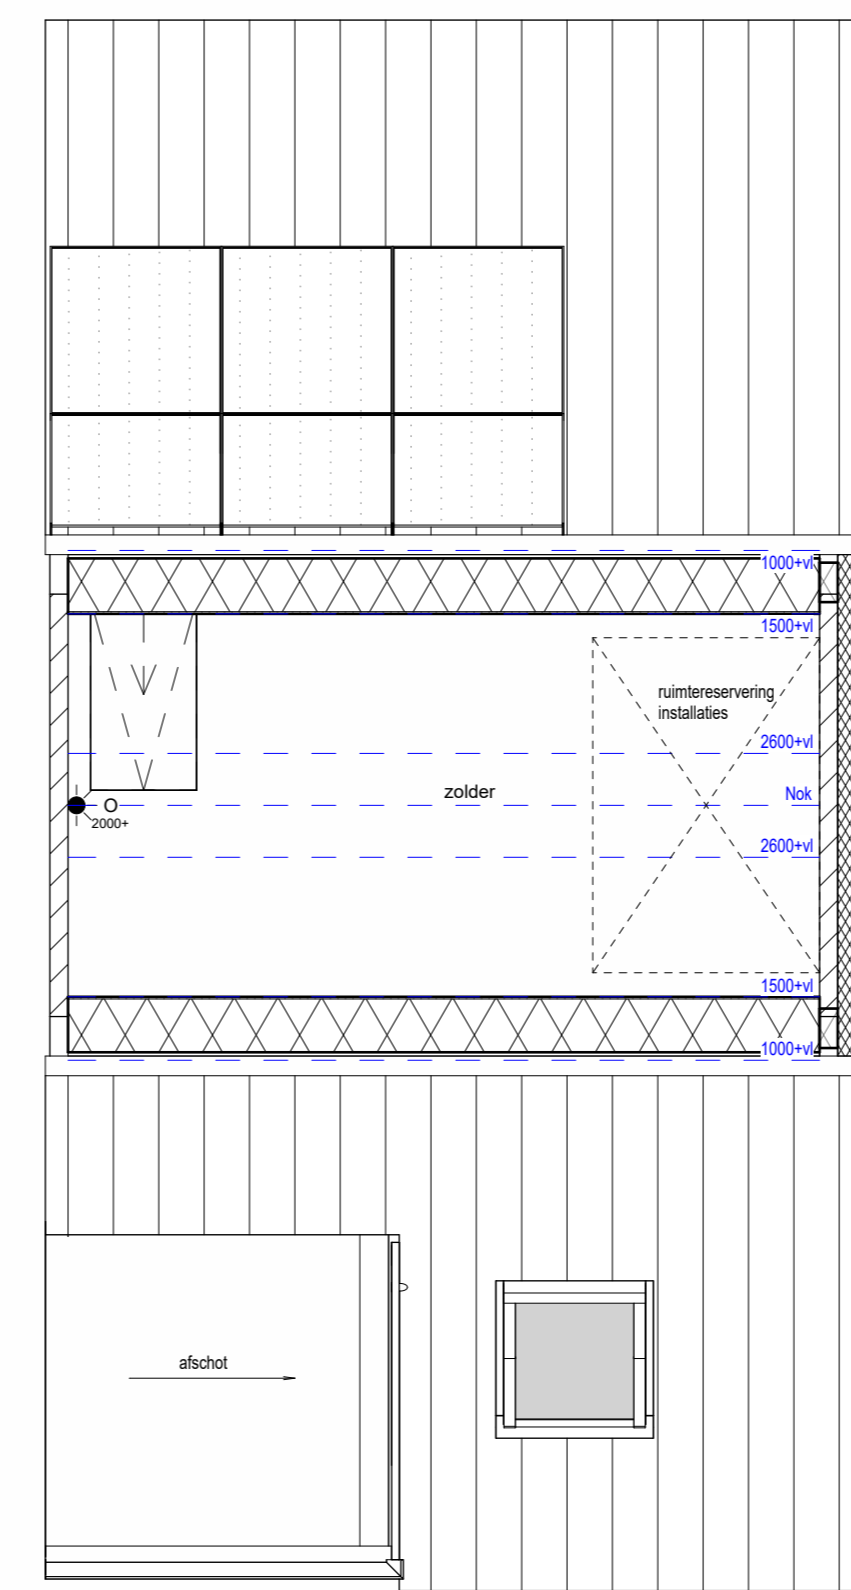 1000+vl
1500+vl
ruimtereservering
installaties
2600+vl
zolder
Nok
O
2000+
2600+vl
1500+vl
1000+vl
afschot